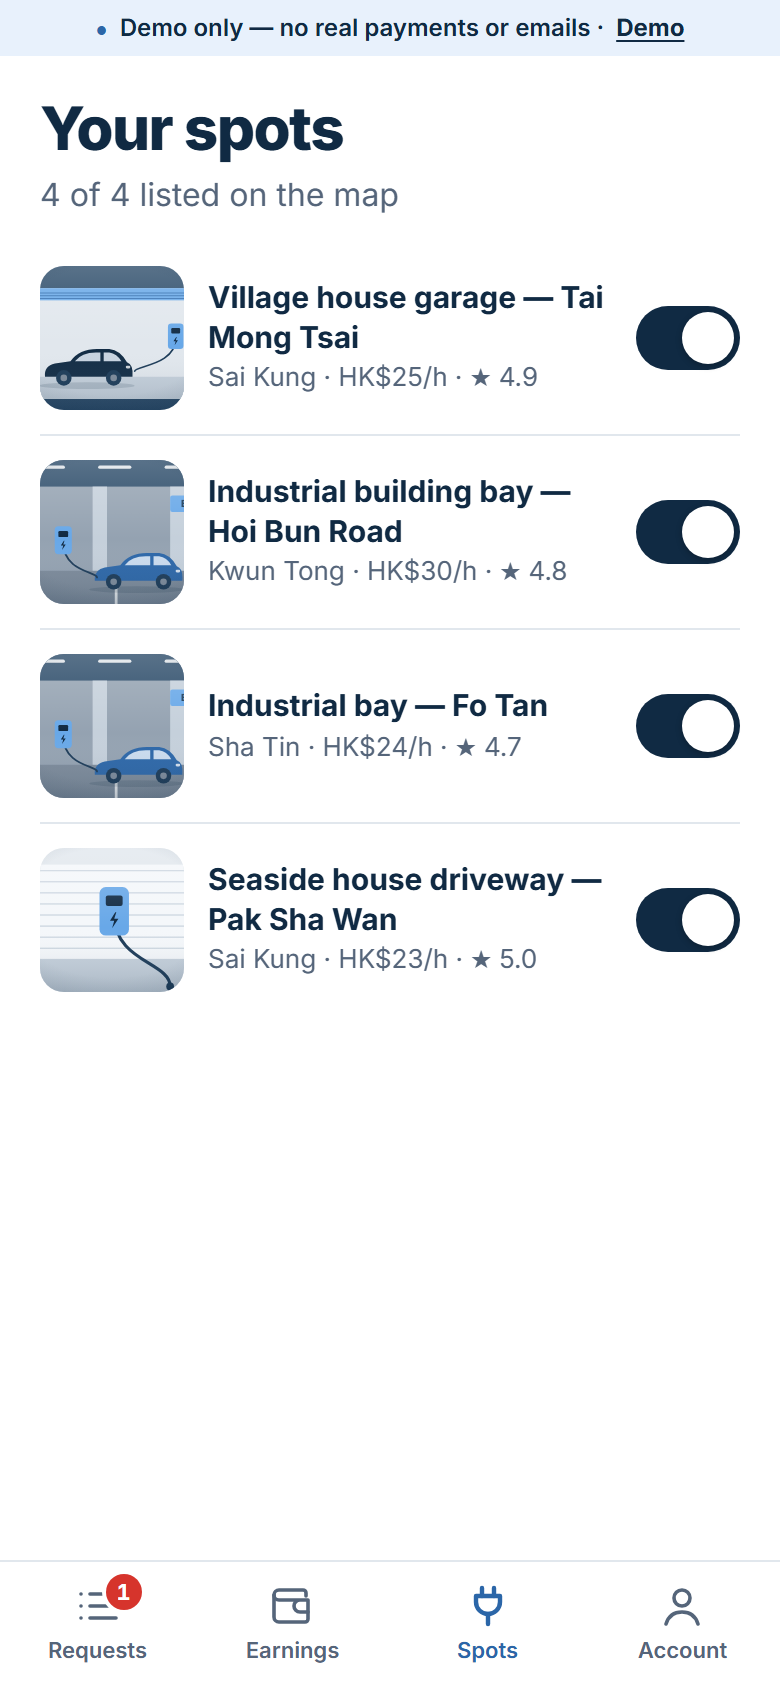 Demo only — no real payments or emails · Demo
Your spots
4 of 4 listed on the map
Village house garage — Tai
Mong Tsai
Sai Kung · HK$25/h · ★ 4.9
Industrial building bay —
Hoi Bun Road
Kwun Tong · HK$30/h · ★ 4.8
Industrial bay — Fo Tan
Sha Tin · HK$24/h · ★ 4.7
Seaside house driveway —
Pak Sha Wan
Sai Kung · HK$23/h · ★ 5.0
1
Requests
Earnings
Spots
Account